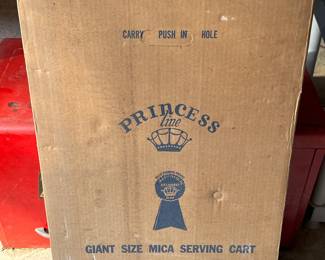 CARRY PUSH IN HOLE
PRINCESS
line
GIANT SIZE MICA SERVING CART